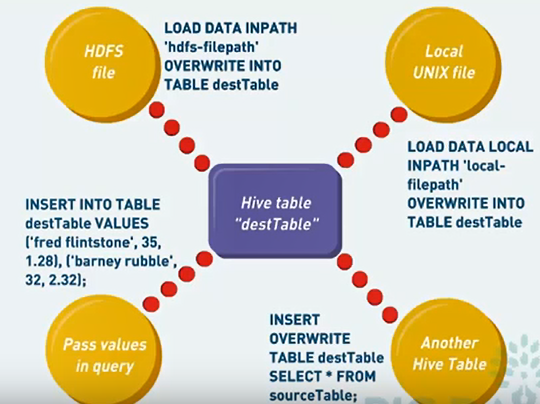 HDFS
file
LOAD DATA INPATH
'hdfs-filepath'
OVERWRITE INTO
TABLE destTable
Local
UNIX file
LOAD DATA LOCAL
INPATH 'local-
filepath'
OVERWRITE INTO
TABLE destTable
Hive table
"destTable"
INSERT INTO TABLE
destTable VALUES
('fred flintstone', 35,
1.28), ('barney rubble',
32, 2.32);
Pass values
in query
INSERT
OVERWRITE
TABLE destTable
SELECT * FROM
sourceTable;
Another
Hive Table